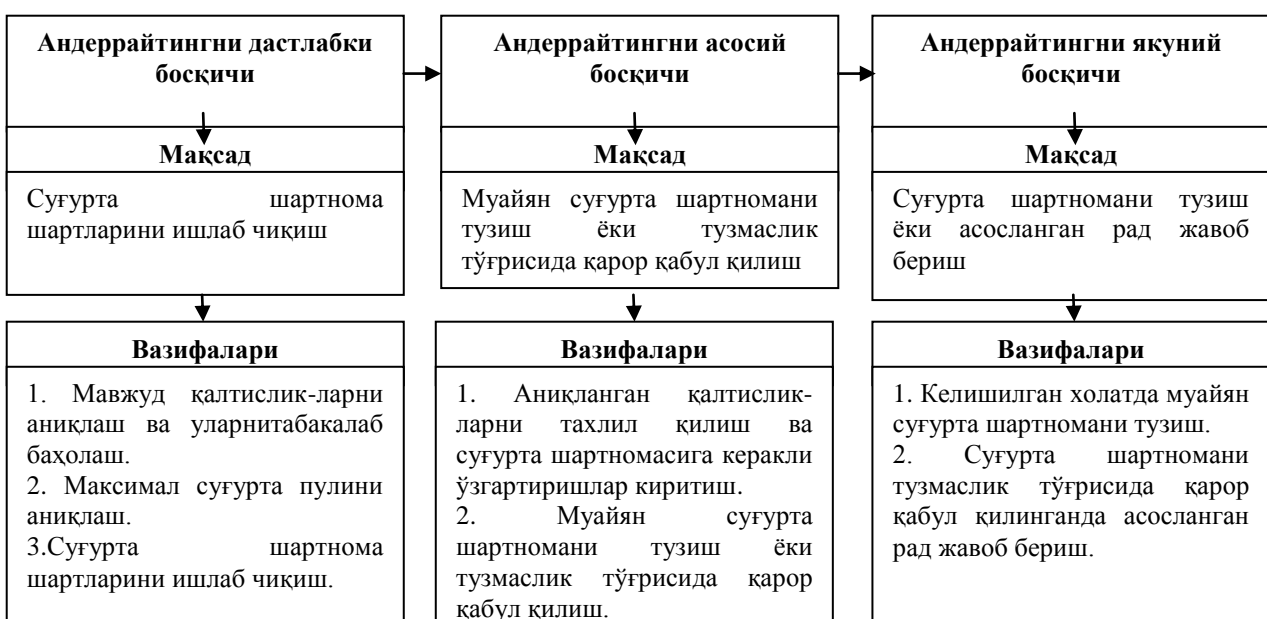 Андеррайтингни дастлабки
босқичи
Мақсад
Суғурта шартнома
шартларини ишлаб чиқиш
Вазифалари
1. Мавжуд қалтислик-ларни
аниқлаш ва уларнитабакалаб
баҳолаш.
2. Максимал суғурта пулини
аниқлаш.
3.Суғурта шартнома
шартларини ишлаб чиқиш.
Андеррайтингни асосий
босқичи
Мақсад
Муайян суғурта шартномани
тузиш ёки тузмаслик
тўғрисида қарор қабул қилиш
Вазифалари
1. Аниқланган қалтислик-
ларни тахлил қилиш ва
суғурта шартномасига керакли
ўзгартиришлар киритиш.
2. Муайян суғурта
шартномани тузиш ёки
тузмаслик тўғрисида қарор
қабул қилиш.
Андеррайтингни якуний
босқичи
Мақсад
Суғурта шартномани тузиш
ёки асосланган рад жавоб
бериш
Вазифалари
1. Келишилган холатда муайян
суғурта шартномани тузиш.
2. Суғурта шартномани
тузмаслик тўғрисида қарор
қабул қилинганда асосланган
рад жавоб бериш.